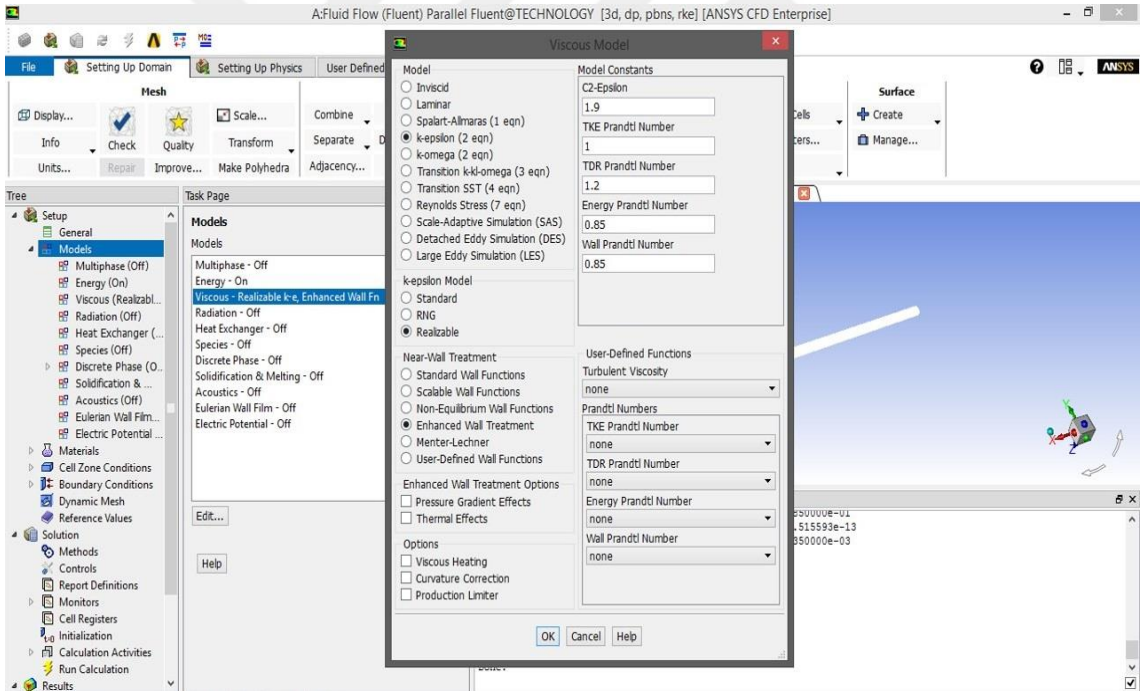 A:Fluid Flow (Fluent) Parallel Fluent@TECHNOLOGY [3d, dp, pbns, rke] [ANSYS CFD Enterprise]
File
Setting Up Domain
Setting Up Physics
User Defined
ANSYS
Mesh
Display...
Info
Units...
Check
Repair
Quality
Improve...
Scale...
Transform
Make Polyhedra
Combine
Separate
Adjacency...
Surface
Create
Manage...
Tree
Setup
General
Models
Multiphase (Off)
Energy (On)
Viscous (Realizabl...
Radiation (Off)
Heat Exchanger (...
Species (Off)
Discrete Phase (O...
Solidification & ...
Acoustics (Off)
Eulerian Wall Film...
Electric Potential ...
Materials
Cell Zone Conditions
Boundary Conditions
Dynamic Mesh
Reference Values
Solution
Methods
Controls
Report Definitions
Monitors
Cell Registers
Initialization
Calculation Activities
Run Calculation
Results
Task Page
Models
Models
Multiphase - Off
Energy - On
Viscous - Realizable k-e, Enhanced Wall Fn
Radiation - Off
Heat Exchanger - Off
Species - Off
Discrete Phase - Off
Solidification & Melting - Off
Acoustics - Off
Eulerian Wall Film - Off
Electric Potential - Off
Edit...
Help
Viscous Model
Model
Inviscid
Laminar
Spalart-Allmaras (1 eqn)
k-epsilon (2 eqn)
k-omega (2 eqn)
Transition k-kl-omega (3 eqn)
Transition SST (4 eqn)
Reynolds Stress (7 eqn)
Scale-Adaptive Simulation (SAS)
Detached Eddy Simulation (DES)
Large Eddy Simulation (LES)
k-epsilon Model
Standard
RNG
Realizable
Near-Wall Treatment
Standard Wall Functions
Scalable Wall Functions
Non-Equilibrium Wall Functions
Enhanced Wall Treatment
Menter-Lechner
User-Defined Wall Functions
Enhanced Wall Treatment Options
Pressure Gradient Effects
Thermal Effects
Options
Viscous Heating
Curvature Correction
Production Limiter
Model Constants
C2-Epsilon
1.9
TKE Prandtl Number
1
TDR Prandtl Number
1.2
Energy Prandtl Number
0.85
Wall Prandtl Number
0.85
User-Defined Functions
Turbulent Viscosity
none
Prandtl Numbers
TKE Prandtl Number
none
TDR Prandtl Number
none
Energy Prandtl Number
none
Wall Prandtl Number
none
OK
Cancel
Help
Y
X
Z
.515593e-13
350000e-03